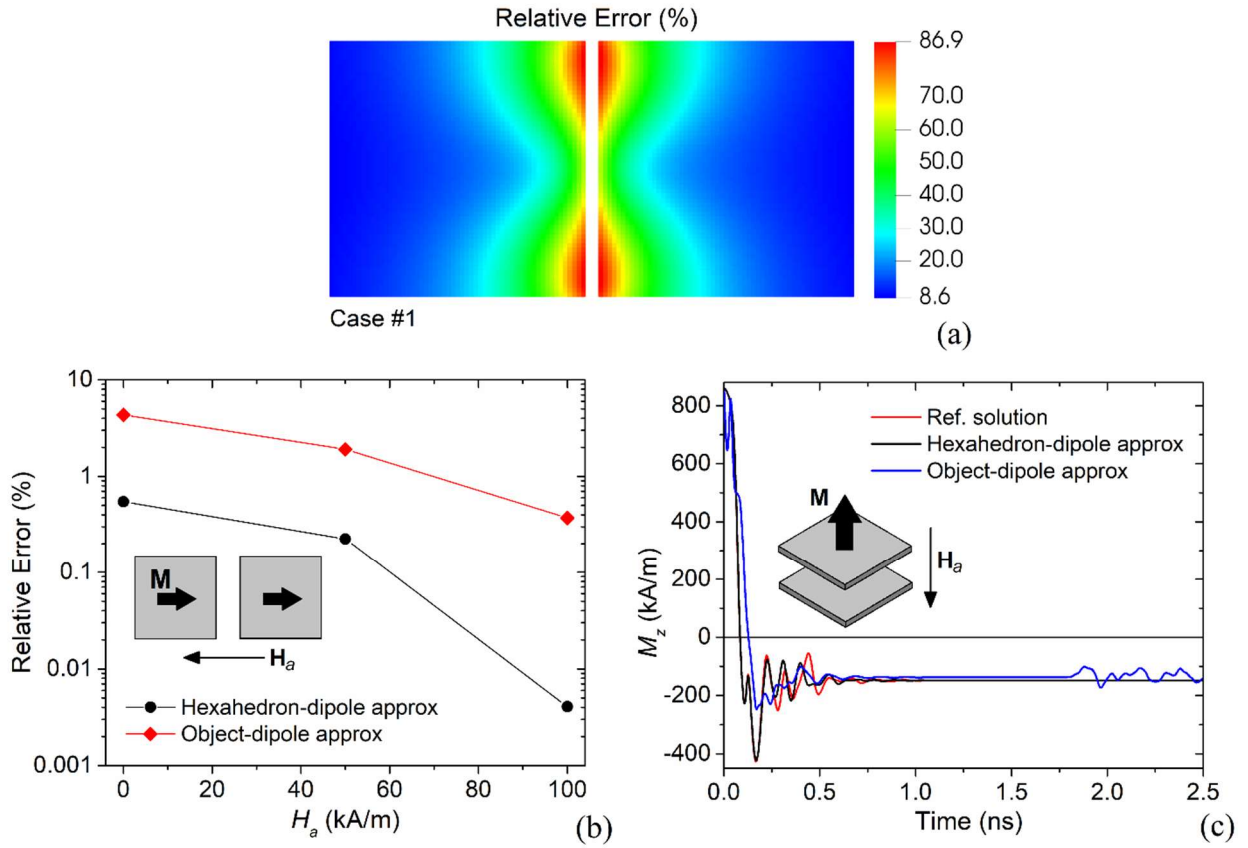 Relative Error (%)
86.9
70.0
60.0
50.0
40.0
30.0
20.0
8.6
Case #1
(a)
Relative Error (%)
10
1
0.1
0.01
0.001
M
Hₐ
Hexahedron-dipole approx
Object-dipole approx
0 20 40 60 80 100
Hₐ (kA/m)
(b)
M_z (kA/m)
800
600
400
200
0
-200
-400
Ref. solution
Hexahedron-dipole approx
Object-dipole approx
M
Hₐ
0.0 0.5 1.0 1.5 2.0 2.5
Time (ns)
(c)